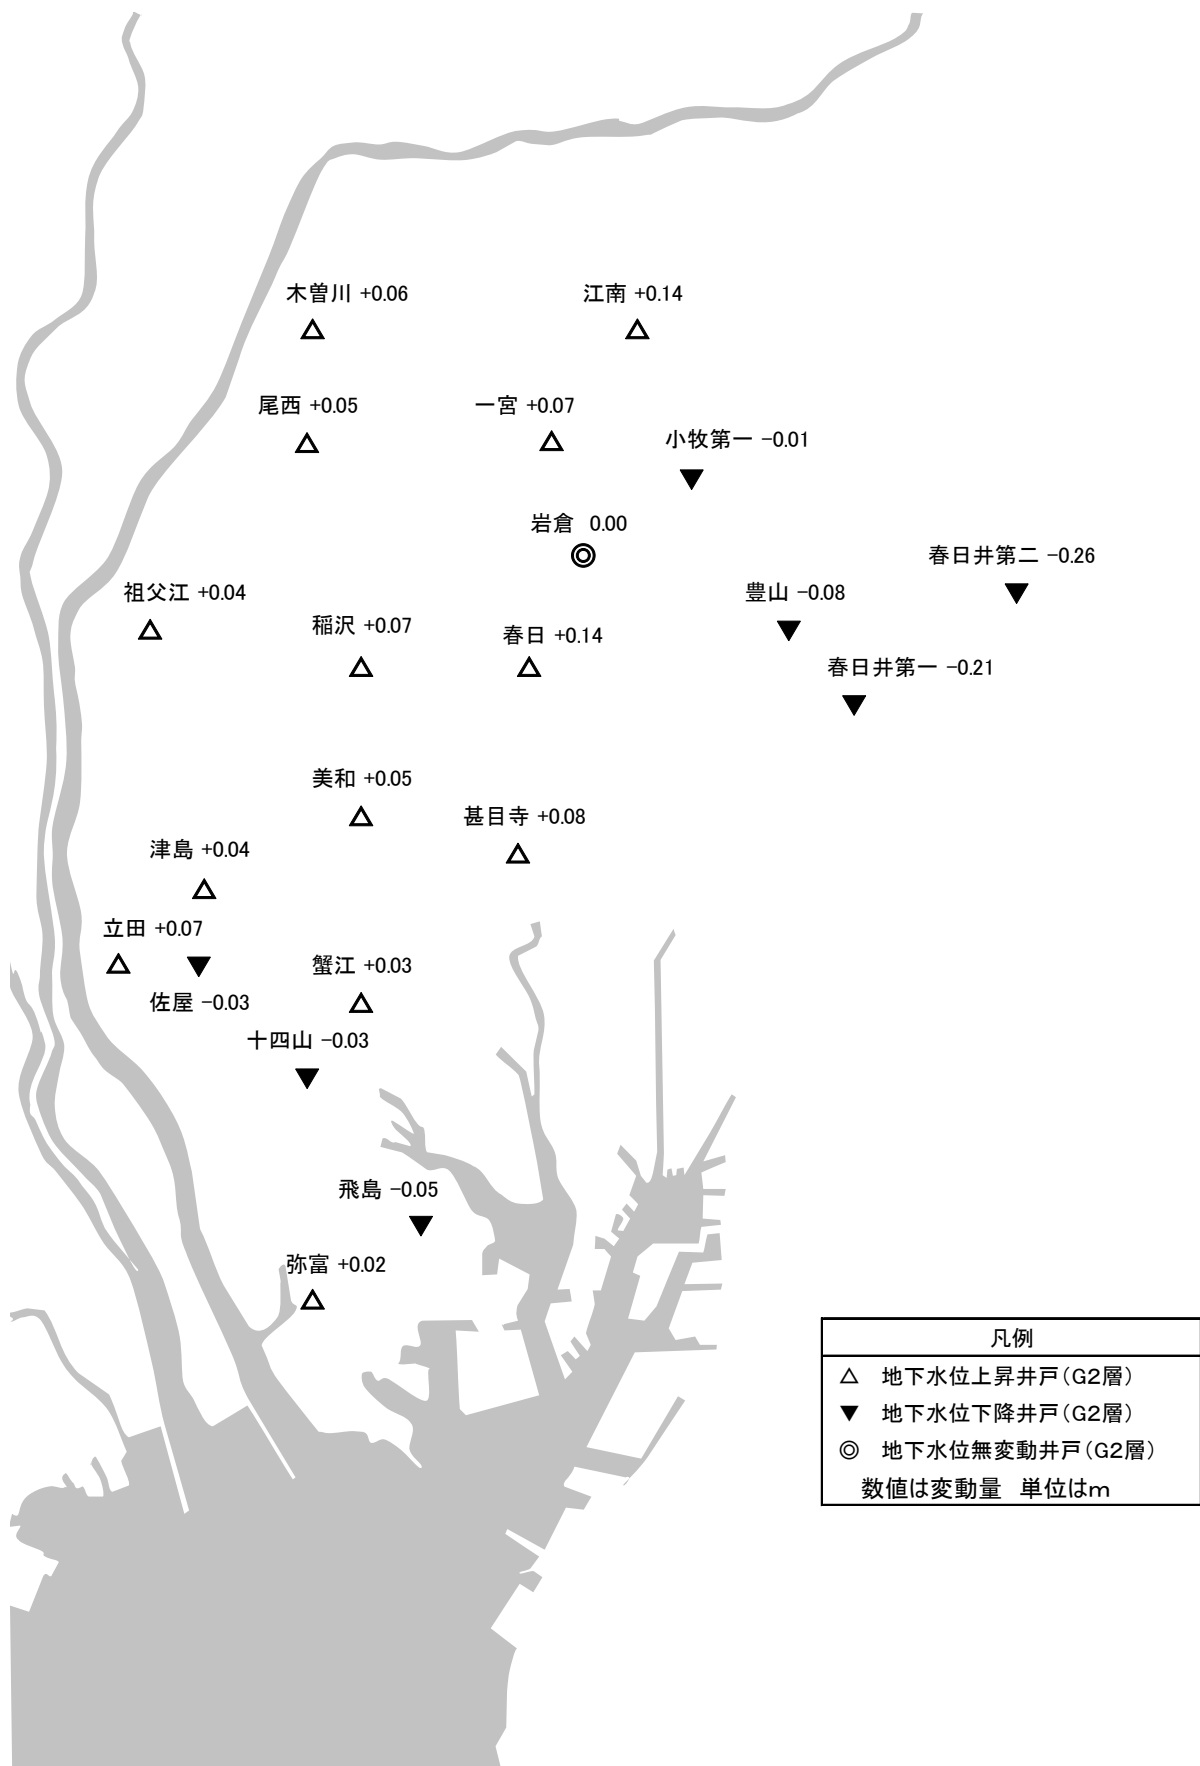 木曽川 +0.06
江南 +0.14
尾西 +0.05
一宮 +0.07
小牧第一 −0.01
岩倉　0.00
春日井第二 −0.26
祖父江 +0.04
豊山 −0.08
稲沢 +0.07
春日 +0.14
春日井第一 −0.21
美和 +0.05
甚目寺 +0.08
津島 +0.04
立田 +0.07
蟹江 +0.03
佐屋 −0.03
十四山 −0.03
飛島 −0.05
弥富 +0.02
凡例
△ 地下水位上昇井戸（G2層）
▼ 地下水位下降井戸（G2層）
◎ 地下水位無変動井戸（G2層）
数値は変動量　単位はm